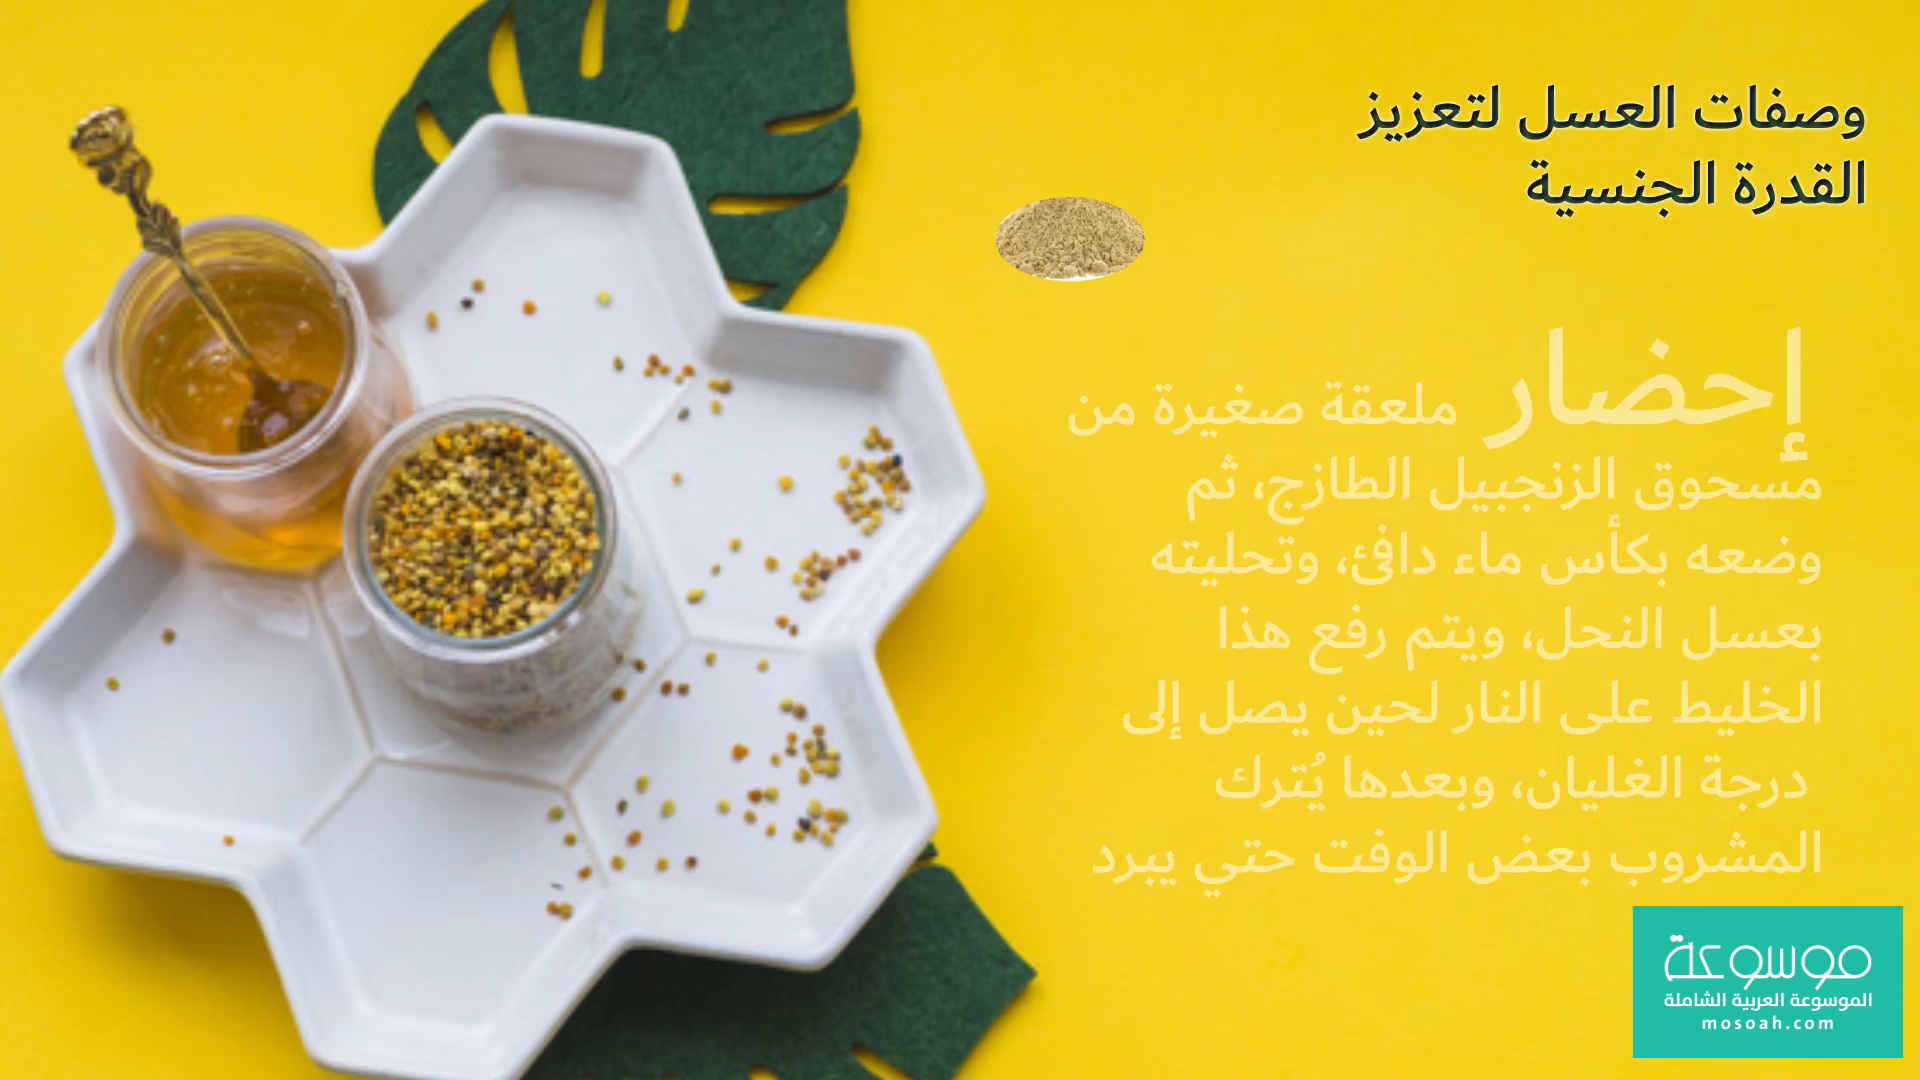 وصفات العسل لتعزيز
القدرة الجنسية
إحضار ملعقة صغيرة من
مسحوق الزنجبيل الطازج، ثم
وضعه بكأس ماء دافئ، وتحليته
بعسل النحل، ويتم رفع هذا
الخليط على النار لحين يصل إلى
درجة الغليان، وبعدها يُترك
المشروب بعض الوقت حتي يبرد
موسوعة
الموسوعة العربية الشاملة
mosoah.com